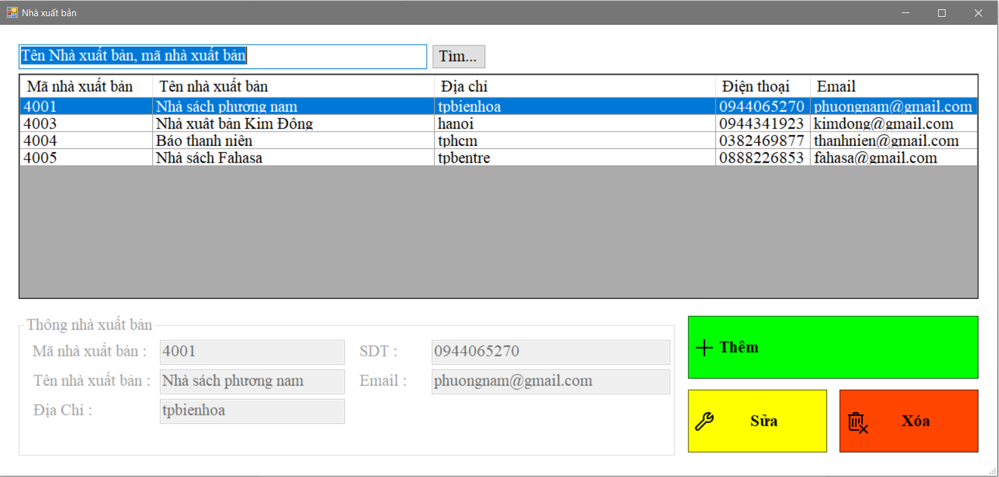 Nhà xuất bản
Tên Nhà xuất bản, mã nhà xuất bản Tìm...
Mã nhà xuất bản Tên nhà xuất bản Địa chỉ Điện thoại Email
4001 Nhà sách phương nam tpbienhoa 0944065270 phuongnam@gmail.com
4003 Nhà xuất bản Kim Đồng hanoi 0944341923 kimdong@gmail.com
4004 Báo thanh niên tphcm 0382469877 thanhnien@gmail.com
4005 Nhà sách Fahasa tpbentre 0888226853 fahasa@gmail.com
Thông nhà xuất bản
Mã nhà xuất bản : 4001 SDT : 0944065270
Tên nhà xuất bản : Nhà sách phương nam Email : phuongnam@gmail.com
Địa Chỉ : tpbienhoa
Thêm
Sửa Xóa